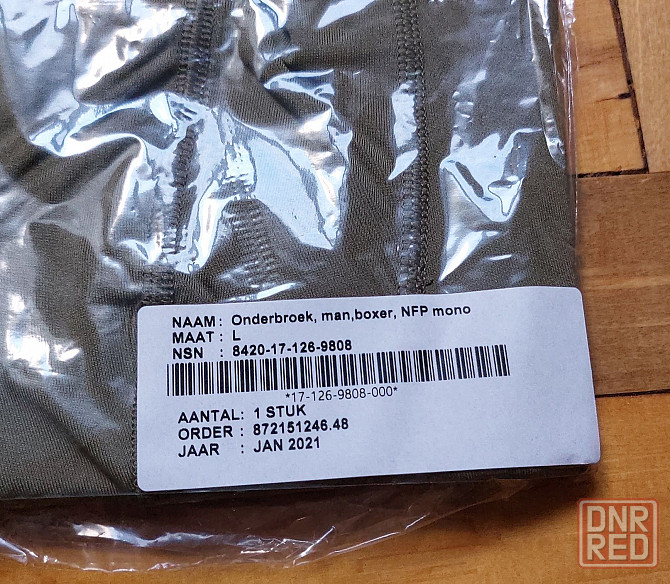 NAAM : Onderbroek, man,boxer, NFP mono
MAAT : L
NSN : 8420-17-126-9808
*17-126-9808-000*
AANTAL: 1 STUK
ORDER : 872151246.48
JAAR : JAN 2021
DNR
RED